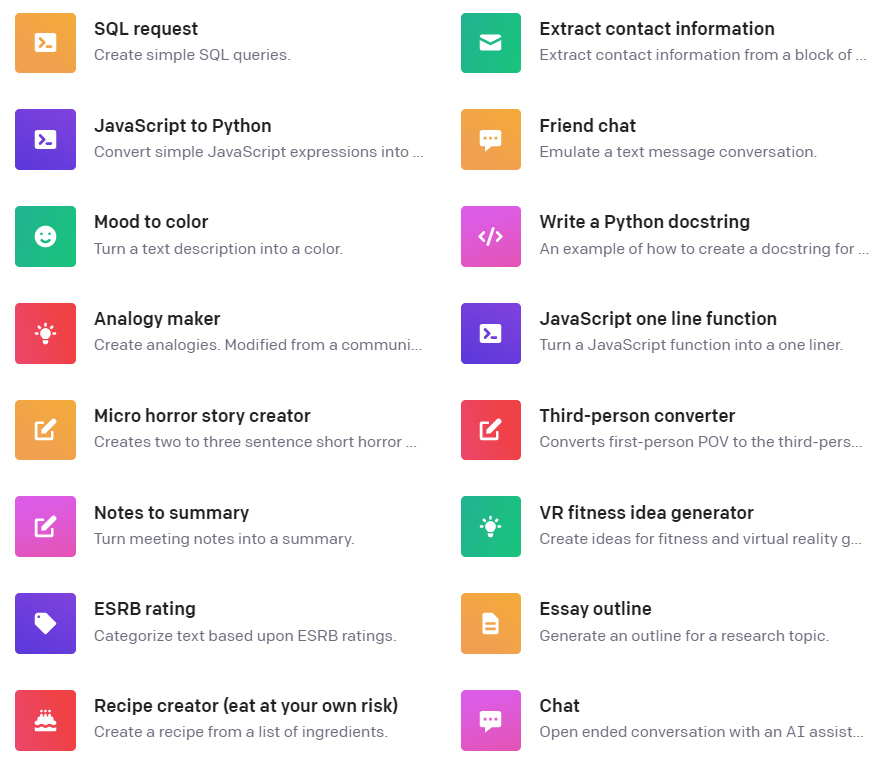 SQL request
Create simple SQL queries.
Extract contact information
Extract contact information from a block of ...
JavaScript to Python
Convert simple JavaScript expressions into ...
Friend chat
Emulate a text message conversation.
Mood to color
Turn a text description into a color.
Write a Python docstring
An example of how to create a docstring for ...
Analogy maker
Create analogies. Modified from a communi...
JavaScript one line function
Turn a JavaScript function into a one liner.
Micro horror story creator
Creates two to three sentence short horror ...
Third-person converter
Converts first-person POV to the third-pers...
Notes to summary
Turn meeting notes into a summary.
VR fitness idea generator
Create ideas for fitness and virtual reality g...
ESRB rating
Categorize text based upon ESRB ratings.
Essay outline
Generate an outline for a research topic.
Recipe creator (eat at your own risk)
Create a recipe from a list of ingredients.
Chat
Open ended conversation with an AI assist...